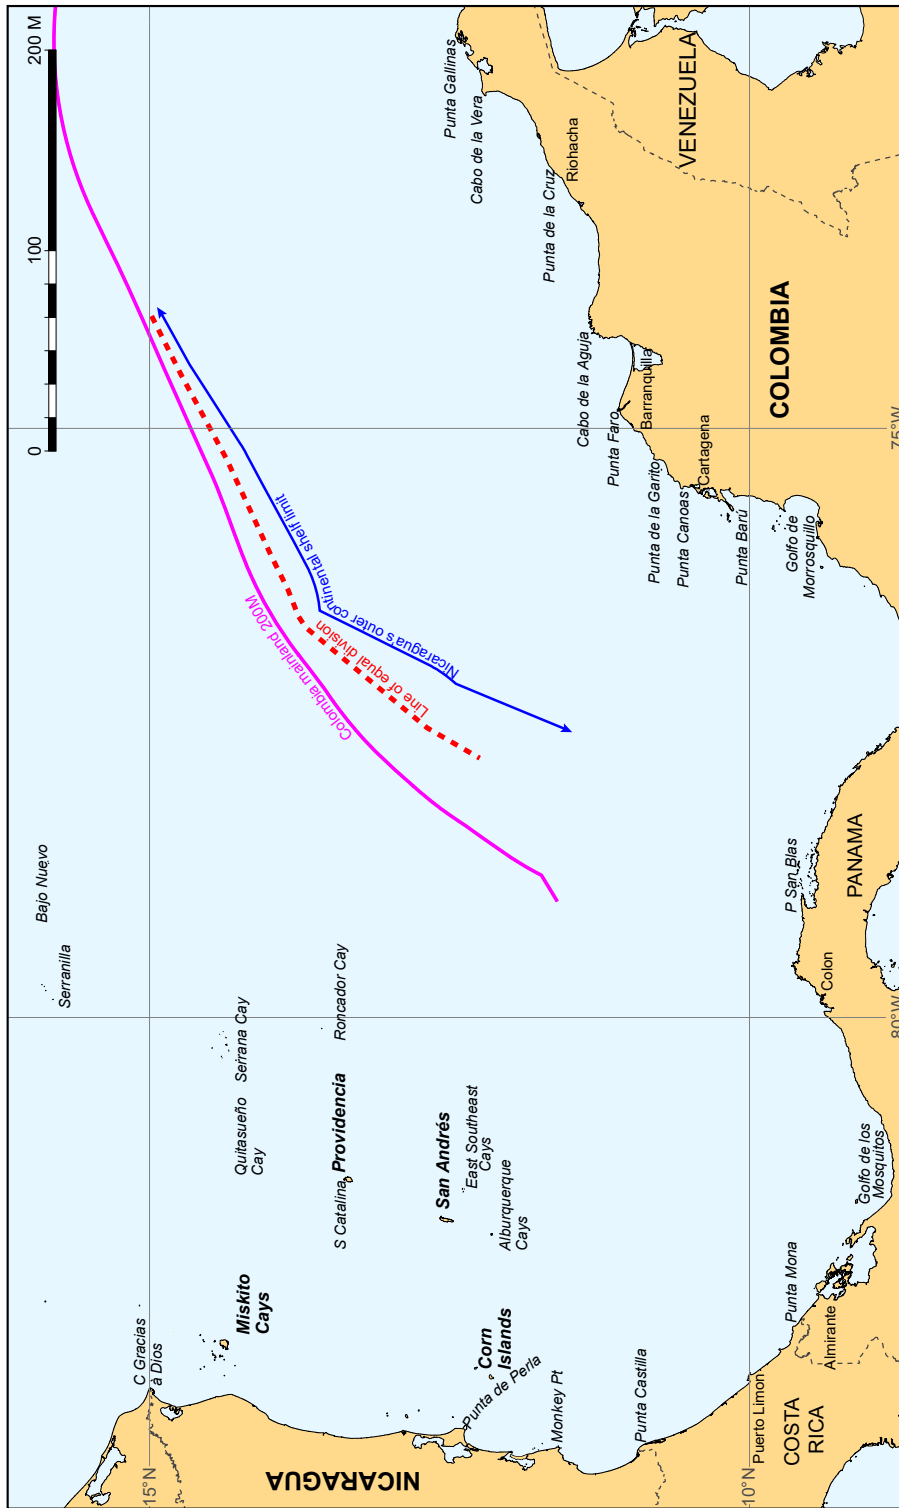 0
100
200 M
Bajo Nuevo
Serranilla
C Gracias
à Dios
15°N
Colombia mainland 200M
Line of equal division
Nicaragua's outer continental shelf limit
Miskito
Cays
Quitasueño
Cay
Serrana Cay
Roncador Cay
S Catalina
Providencia
San Andrés
East Southeast
Cays
Alburquerque
Cays
Corn
Islands
NICARAGUA
Punta de Perla
Monkey Pt
Punta Castilla
Punta Gallinas
Cabo de la Vera
Riohacha
Punta de la Cruz
VENEZUELA
Cabo de la Aguja
Punta Faro
Barranquilla
Punta de la Garito
Cartagena
Punta Canoas
Punta Barú
Golfo de
Morrosquillo
COLOMBIA
10°N
Puerto Limon
COSTA
RICA
Punta Mona
Almirante
Golfo de los
Mosquitos
P San Blas
Colon
PANAMA
80°W
75°W